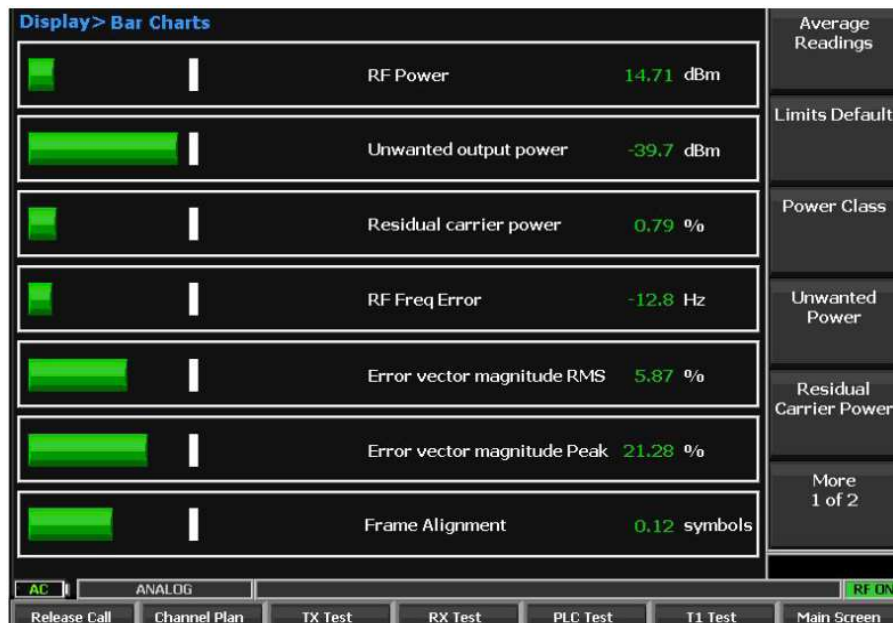 Display> Bar Charts
RF Power 14.71 dBm
Unwanted output power -39.7 dBm
Residual carrier power 0.79 %
RF Freq Error -12.8 Hz
Error vector magnitude RMS 5.87 %
Error vector magnitude Peak 21.28 %
Frame Alignment 0.12 symbols
Average
Readings
Limits Default
Power Class
Unwanted
Power
Residual
Carrier Power
More
1 of 2
AC ANALOG RF ON
Release Call Channel Plan TX Test RX Test PLC Test T1 Test Main Screen